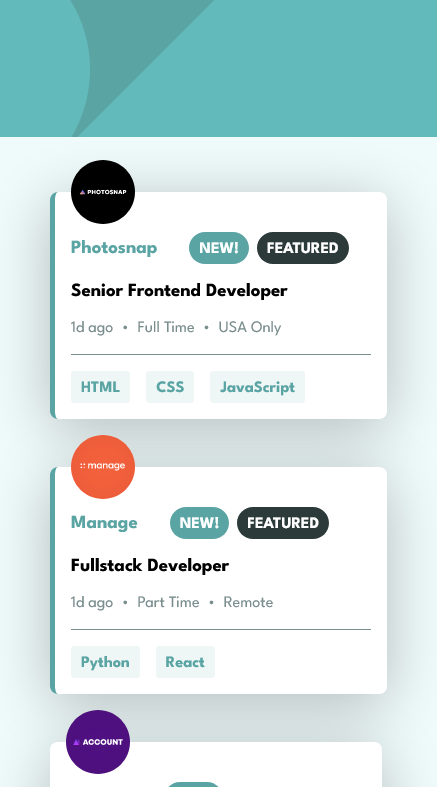 PHOTOSNAP
Photosnap NEW! FEATURED
Senior Frontend Developer
1d ago • Full Time • USA Only
HTML CSS JavaScript
manage
Manage NEW! FEATURED
Fullstack Developer
1d ago • Part Time • Remote
Python React
ACCOUNT